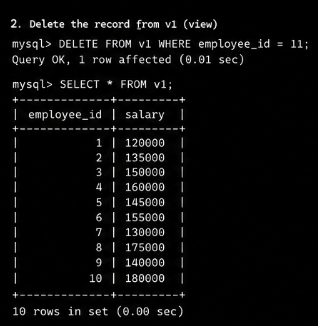 2. Delete the record from v1 (view)
mysql> DELETE FROM v1 WHERE employee_id = 11;
Query OK, 1 row affected (0.01 sec)
mysql> SELECT * FROM v1;
+-------------+--------+
| employee_id | salary |
+-------------+--------+
| 1 | 120000 |
| 2 | 135000 |
| 3 | 150000 |
| 4 | 160000 |
| 5 | 145000 |
| 6 | 155000 |
| 7 | 130000 |
| 8 | 175000 |
| 9 | 140000 |
| 10 | 180000 |
+-------------+--------+
10 rows in set (0.00 sec)